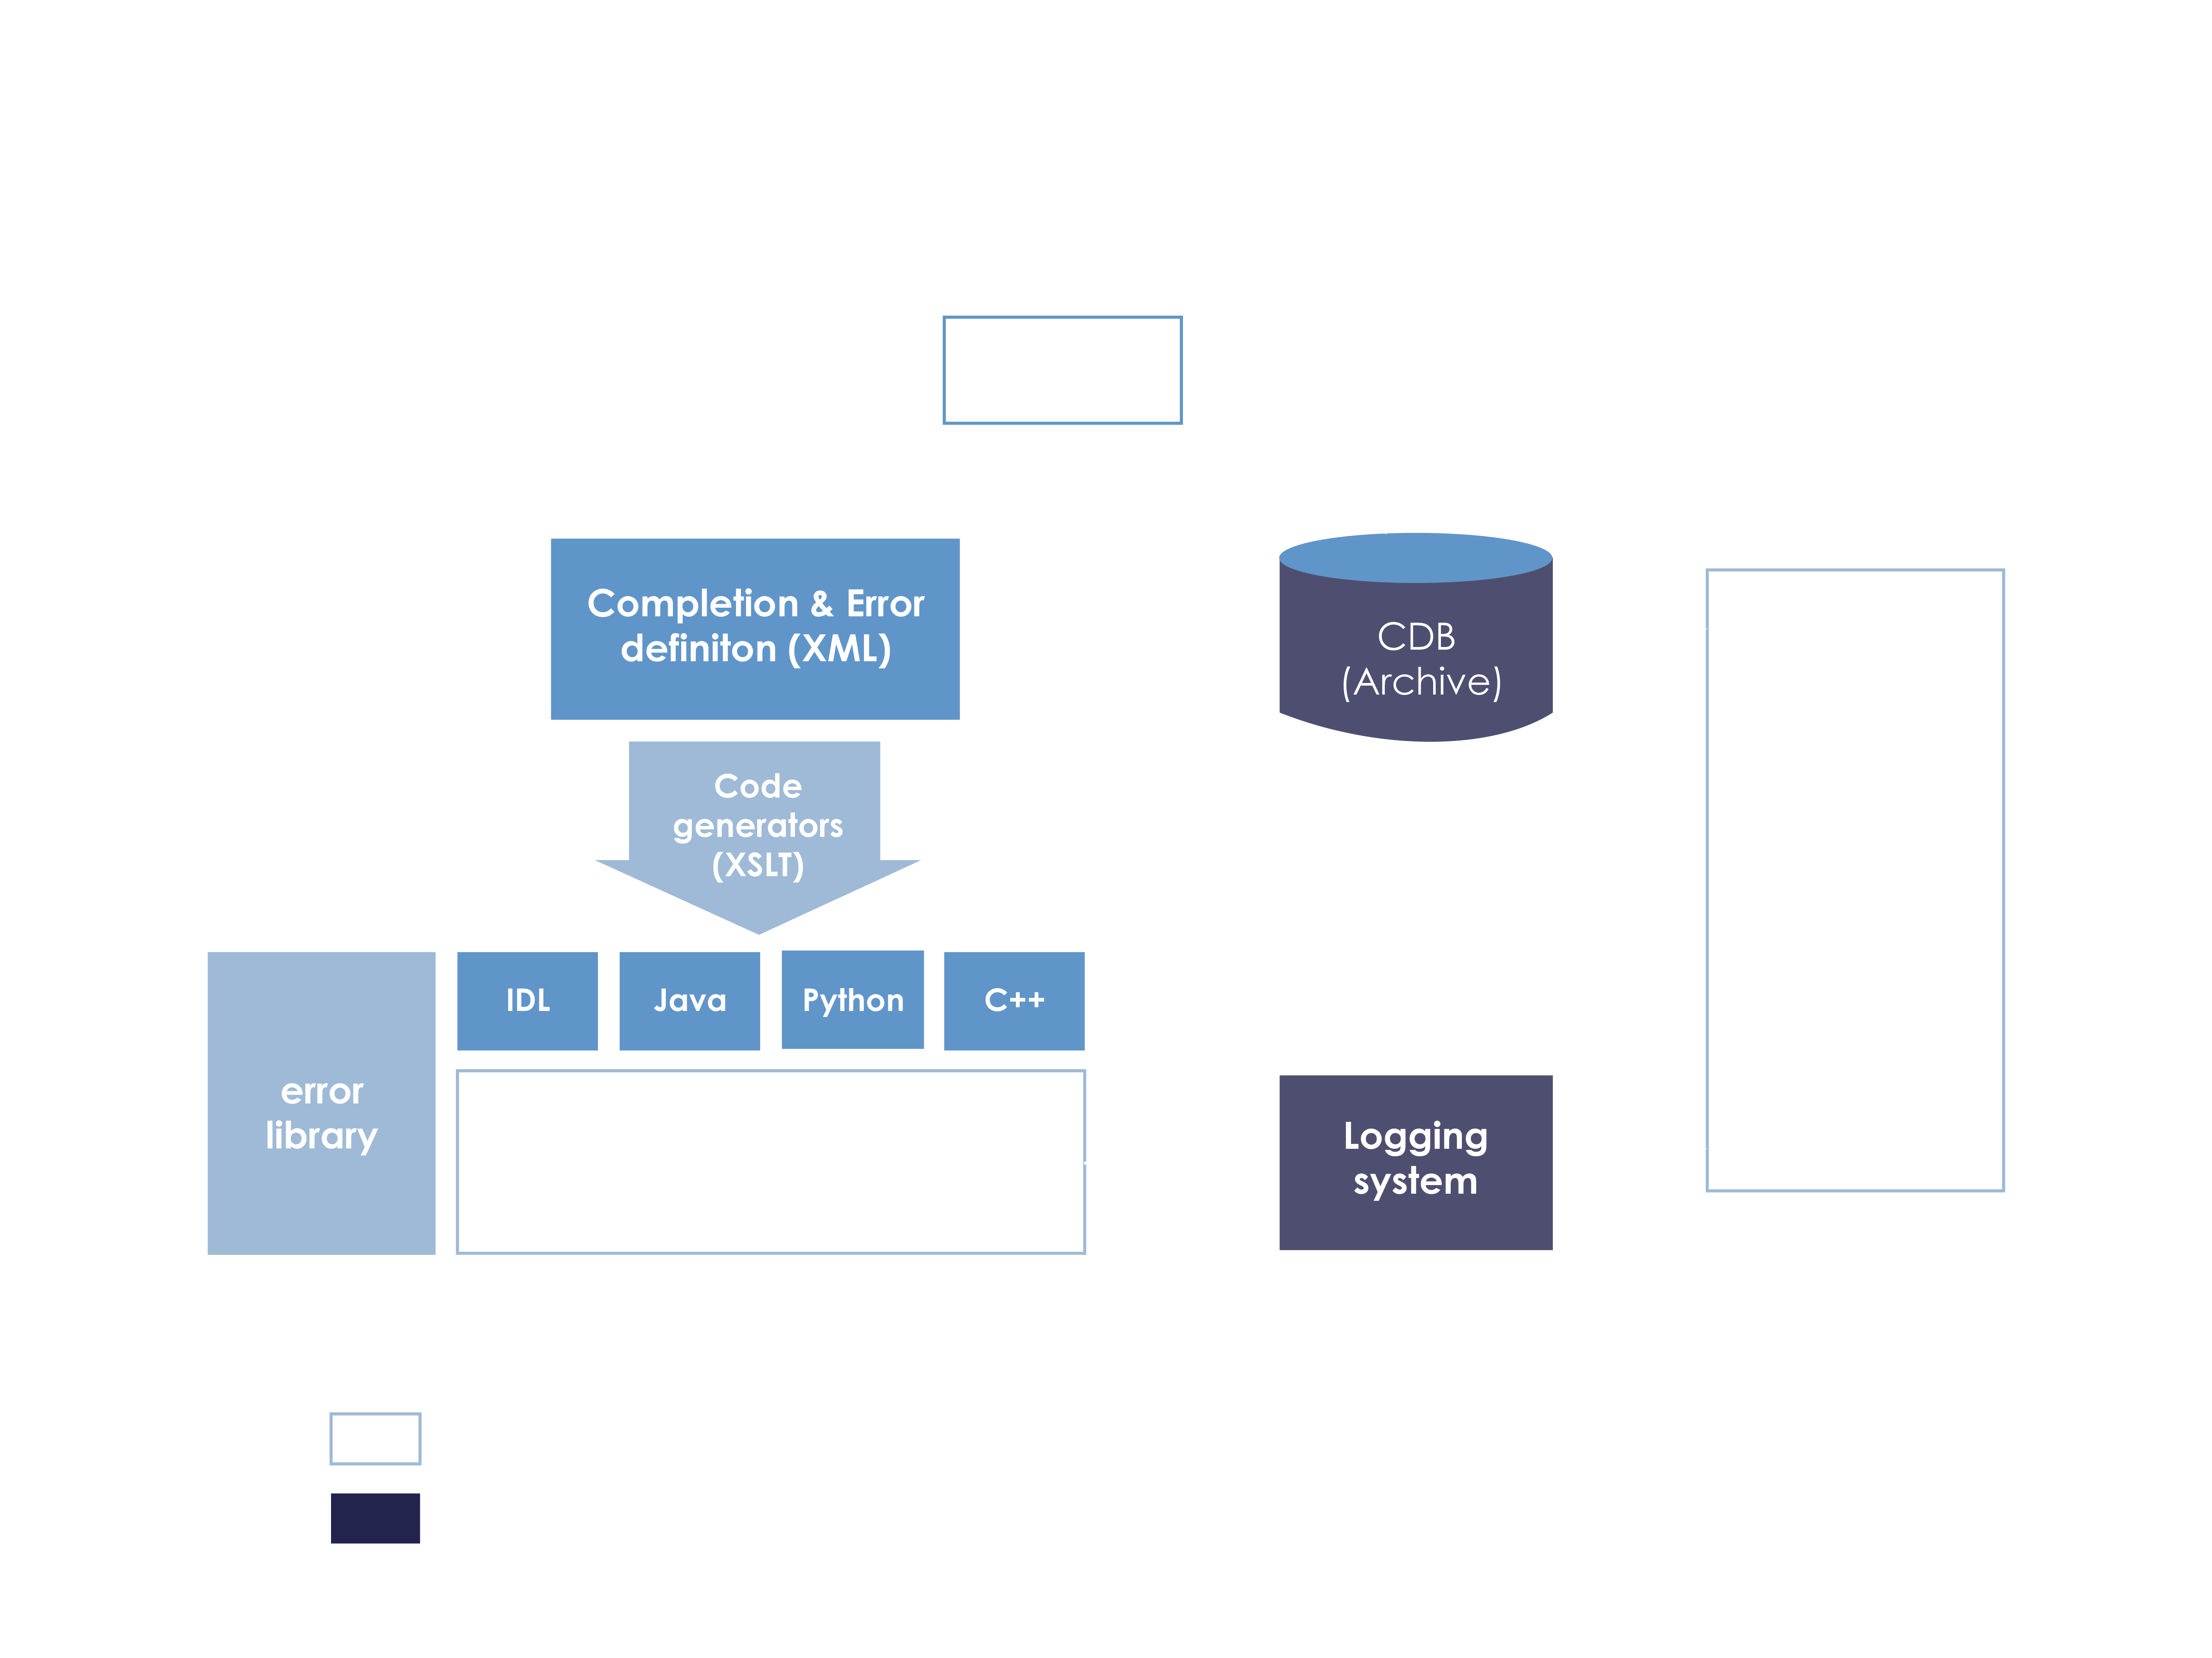 Completion & Error
definiton (XML)
CDB
(Archive)
Code
generators
(XSLT)
IDL
Java
Python
C++
error
library
Logging
system